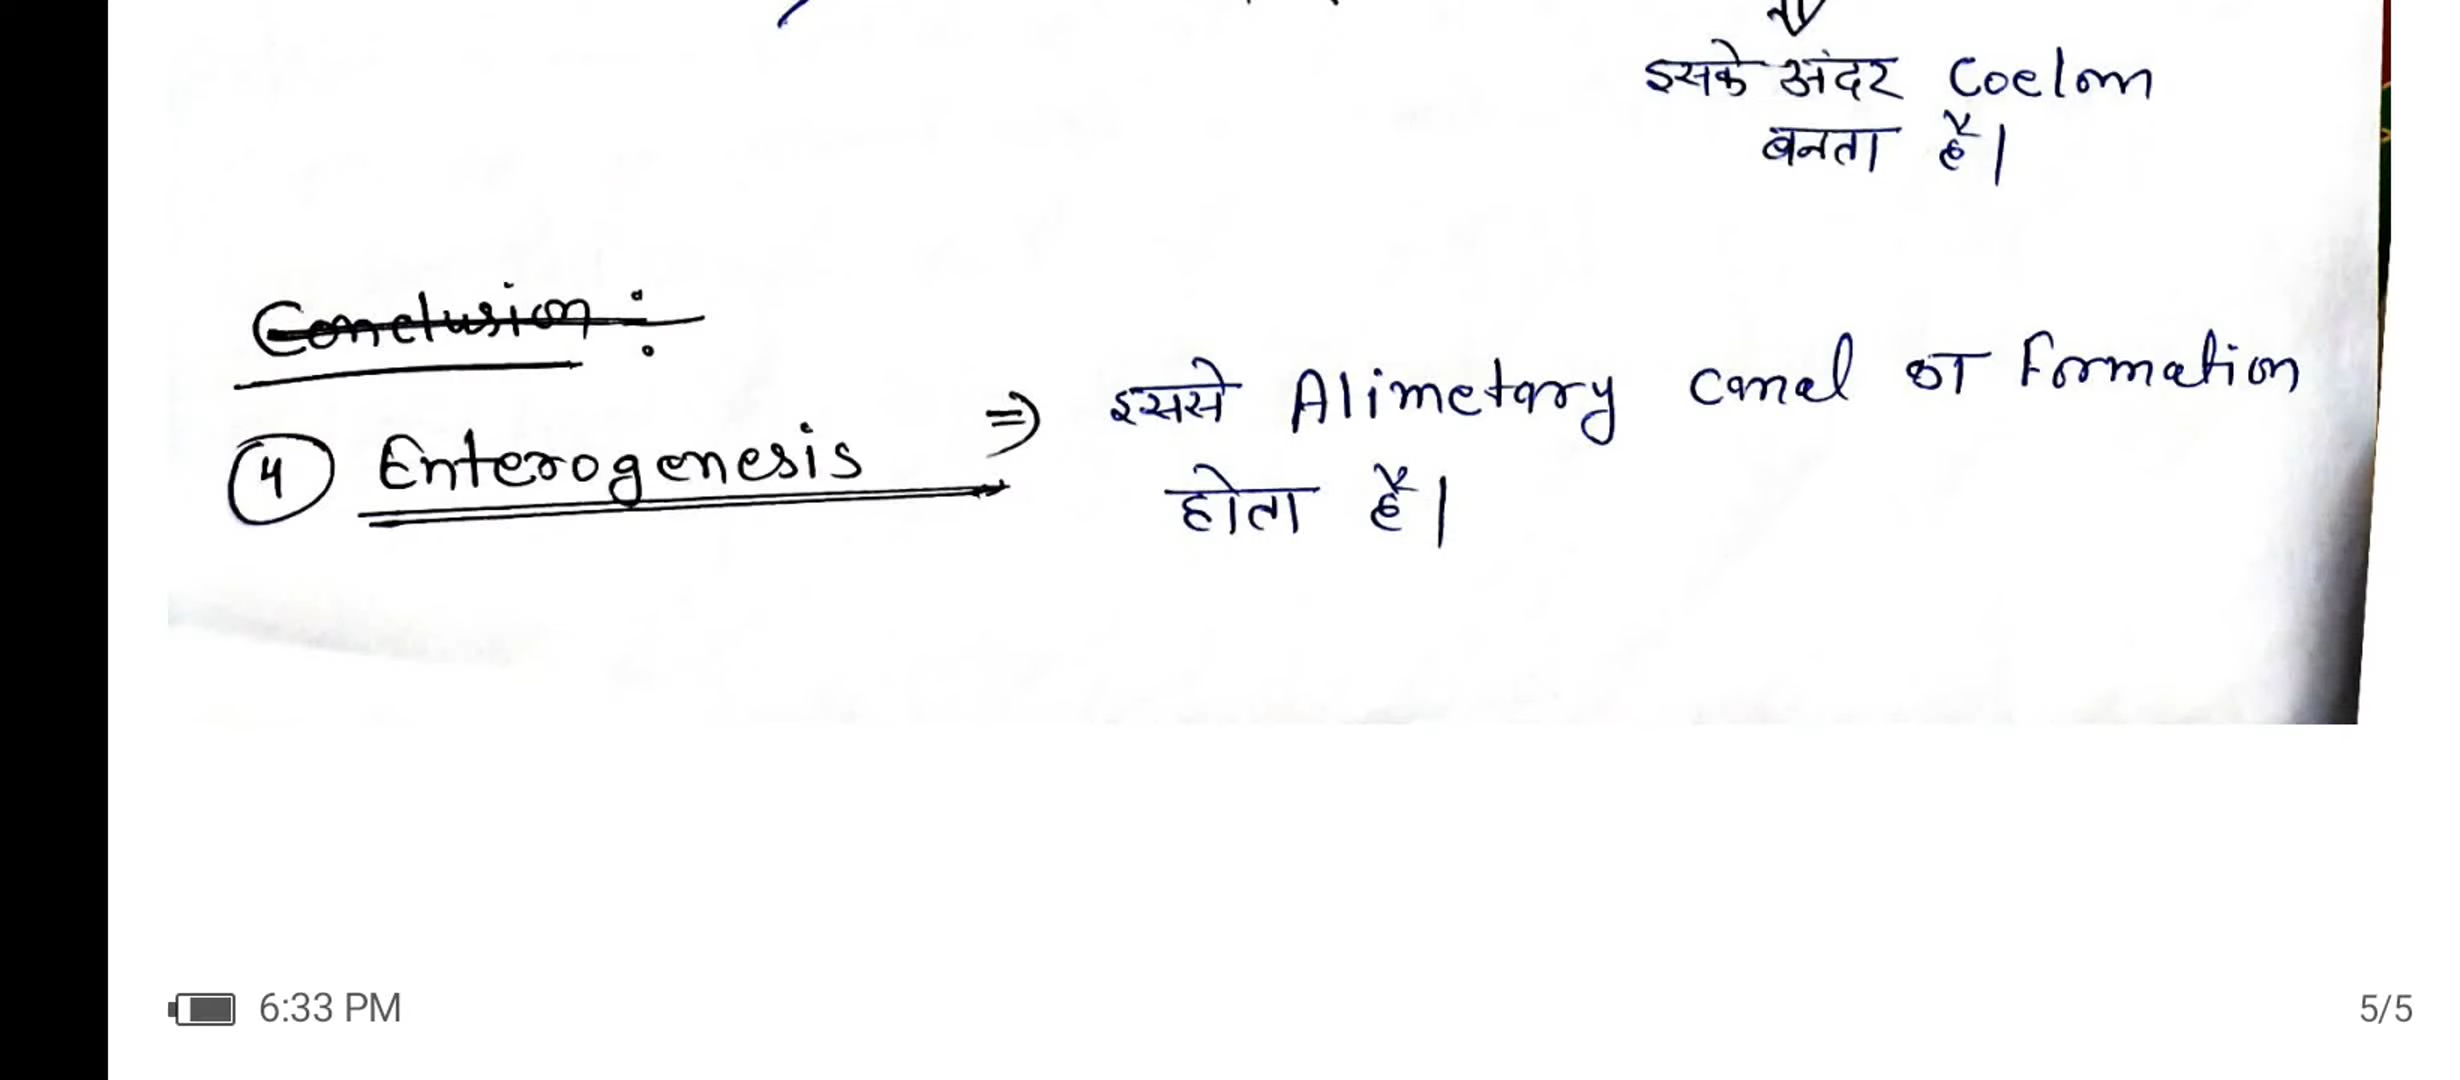 इसके अंदर Coelom
बनता है।
Conclusion :
④ Enterogenesis ⇒ इससे Alimetary canal का Formation
होता है।
6:33 PM
5/5